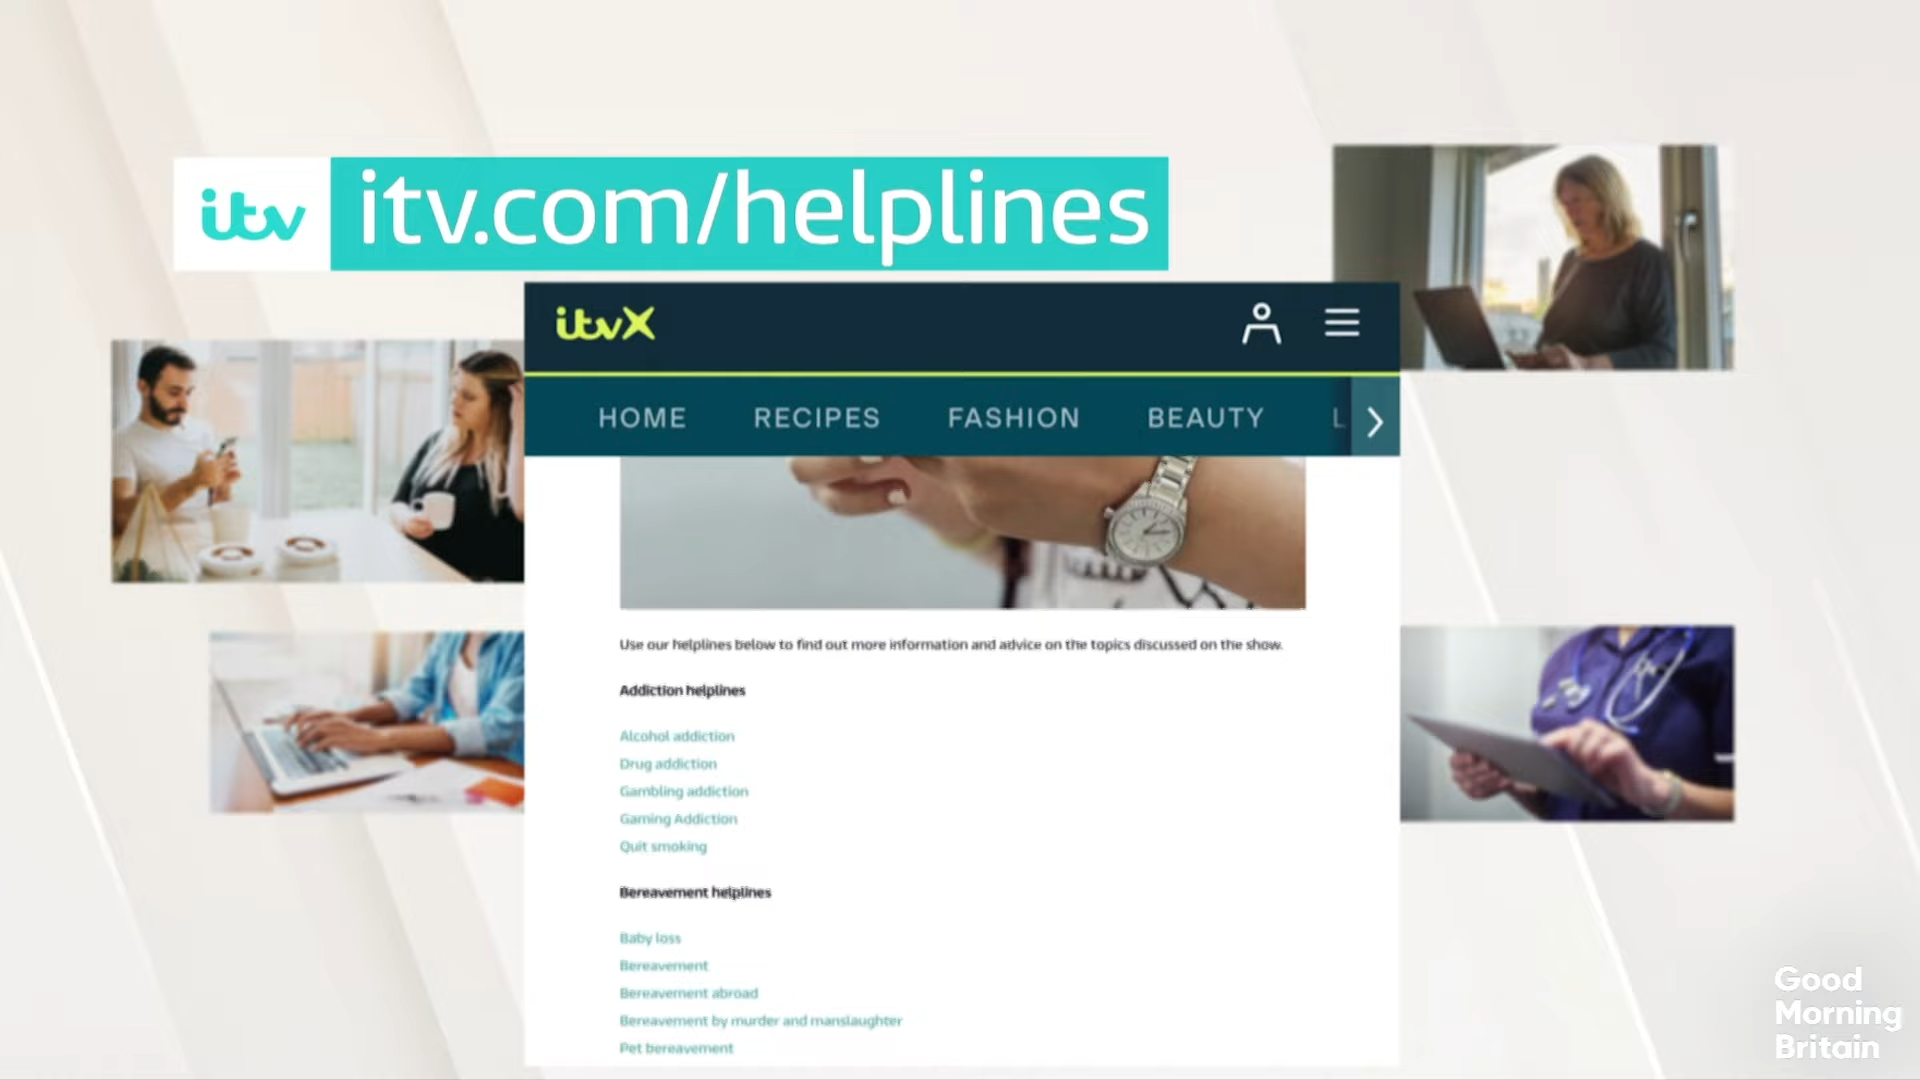 itv itv.com/helplines
itvX
HOME RECIPES FASHION BEAUTY L
Use our helplines below to find out more information and advice on the topics discussed on the show.
Addiction helplines
Alcohol addiction
Drug addiction
Gambling addiction
Gaming Addiction
Quit smoking
Bereavement helplines
Baby loss
Bereavement
Bereavement abroad
Bereavement by murder and manslaughter
Pet bereavement
Good
Morning
Britain